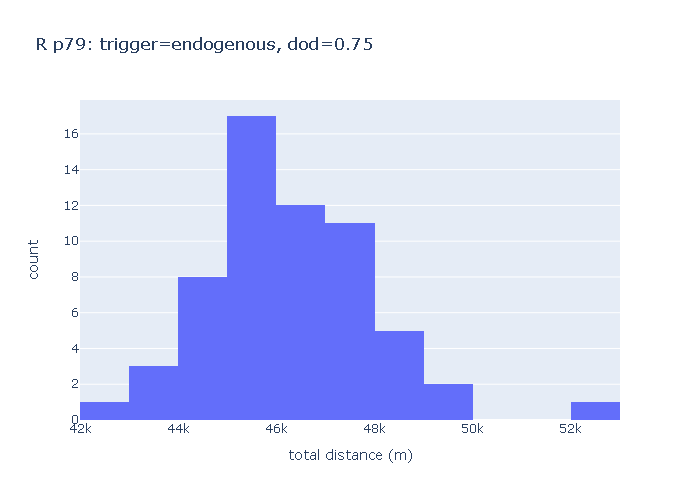 R p79: trigger=endogenous, dod=0.75
16
14
12
10
8
6
4
2
0
42k 44k 46k 48k 50k 52k
count
total distance (m)